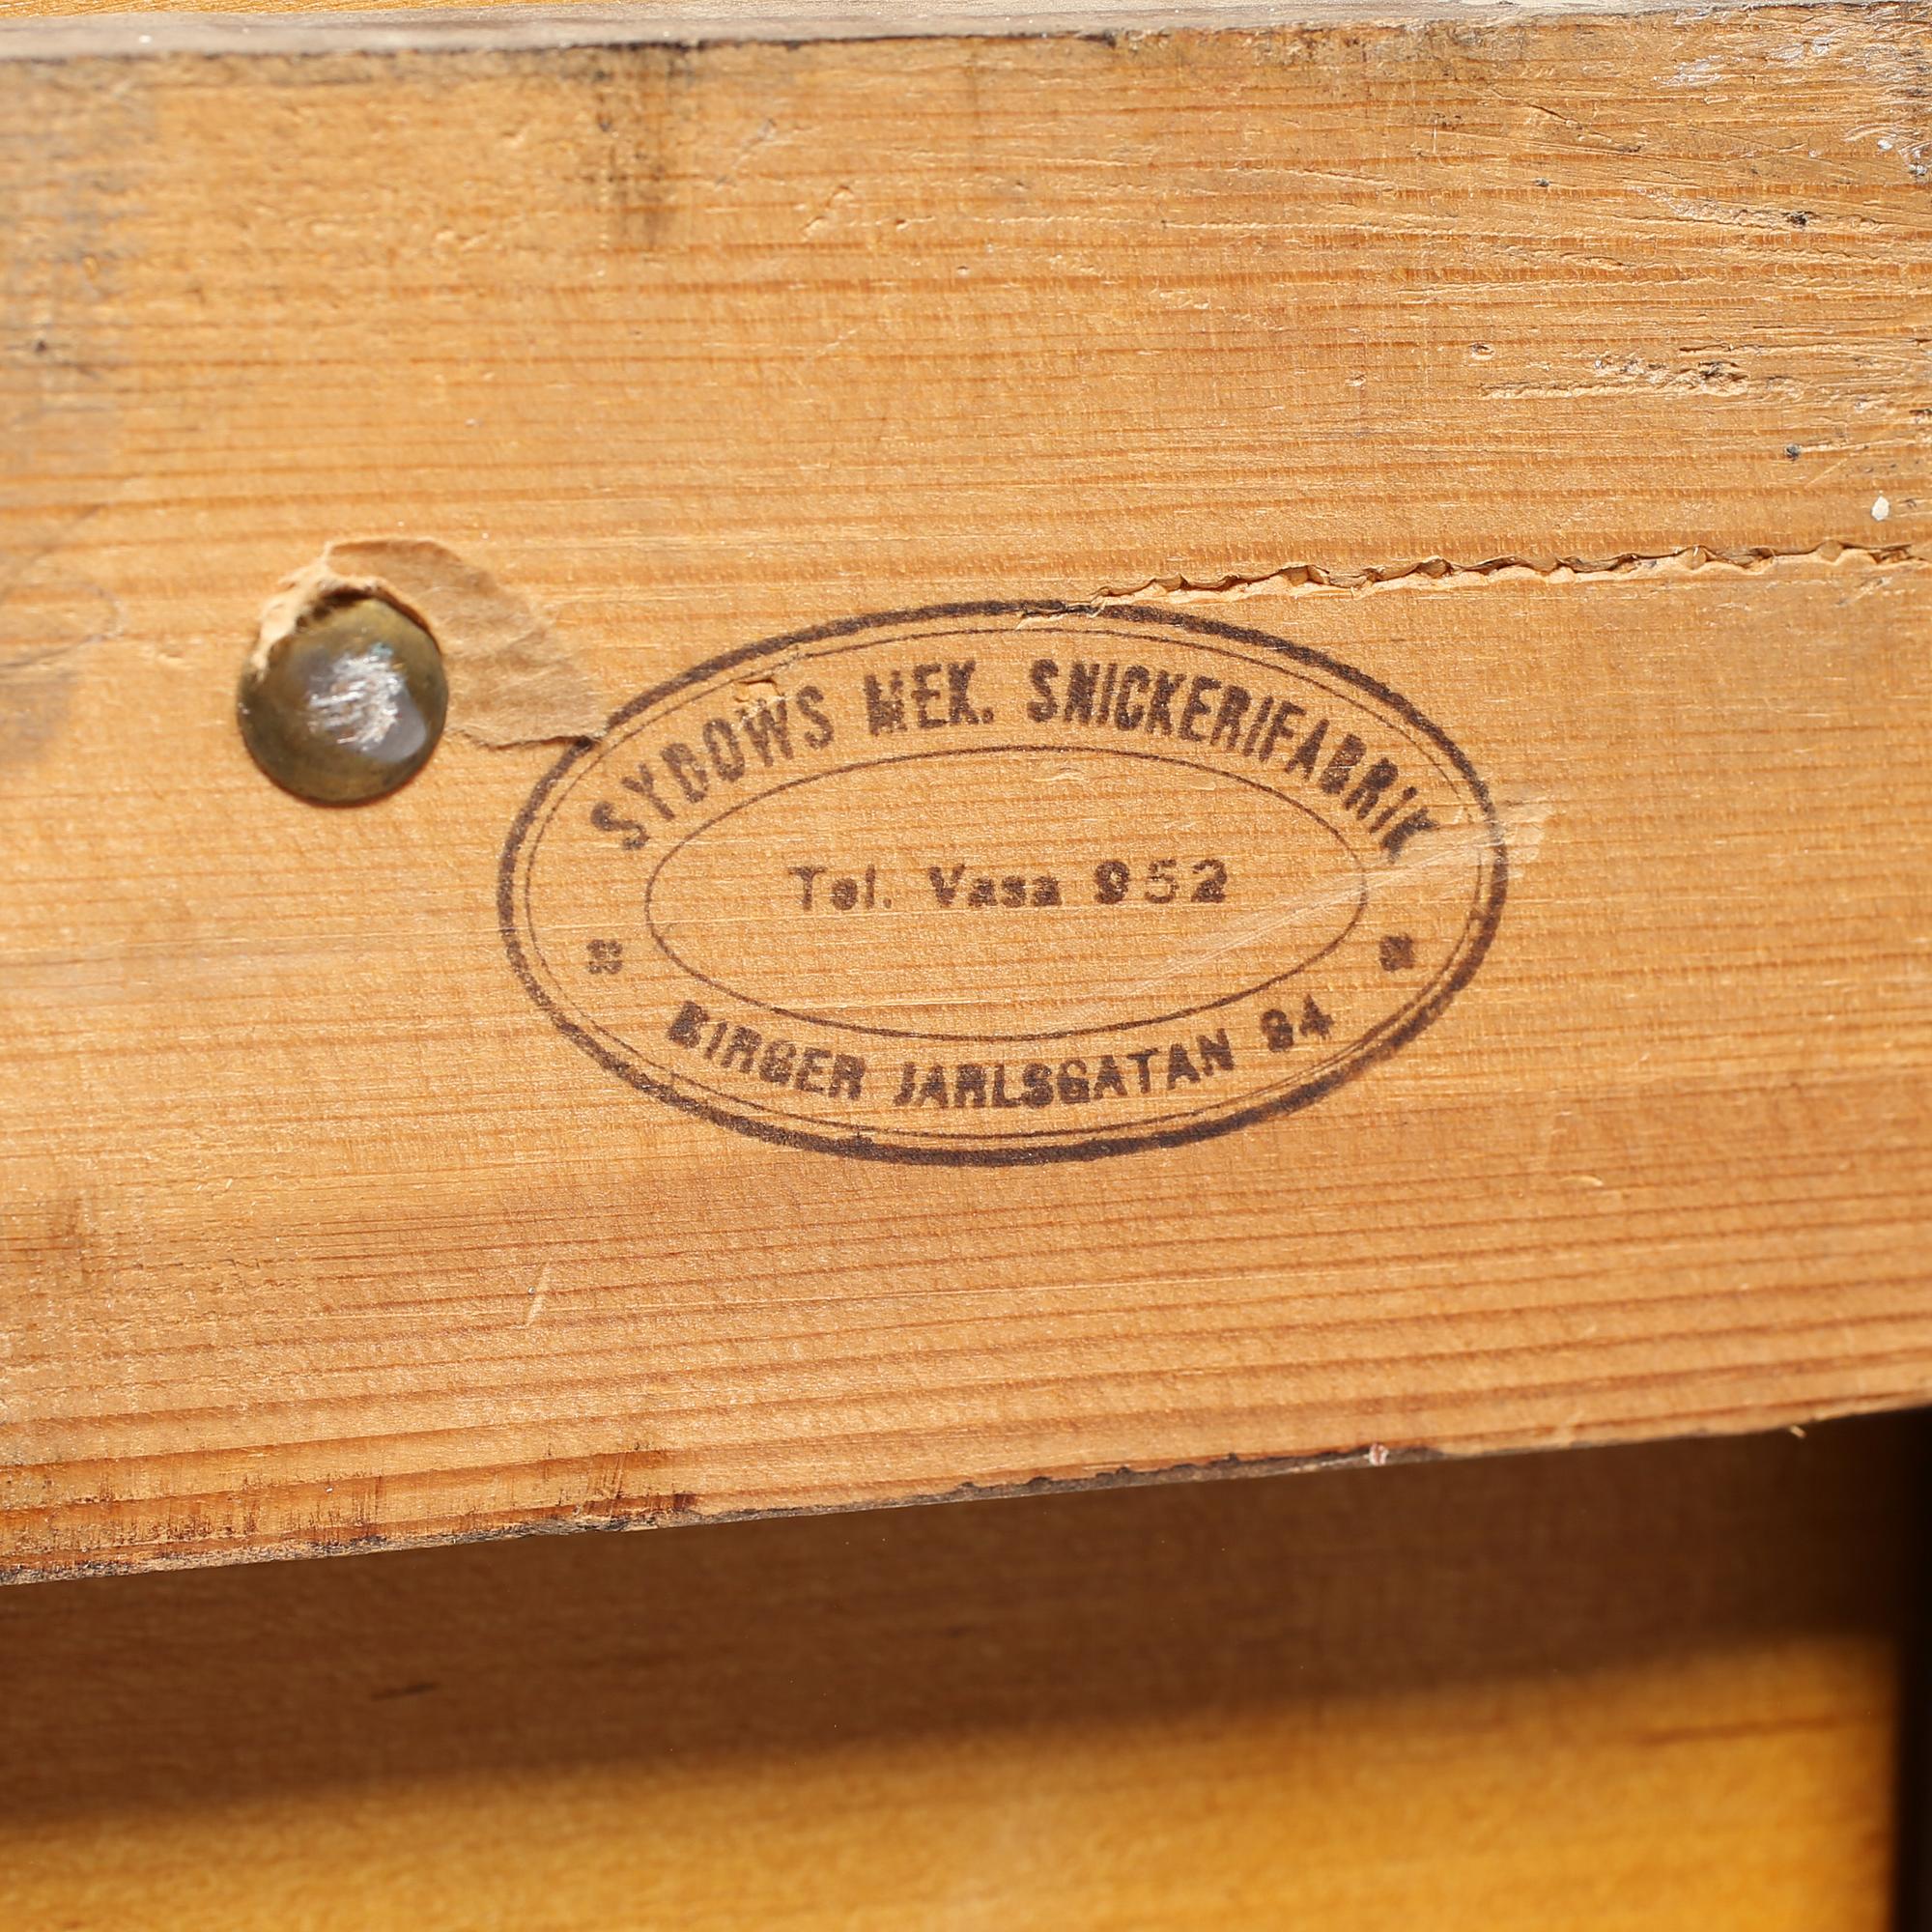 SYDOWS MEK. SNICKERIFABRIK
Tel. Vasa 952
BIRGER JARLSGATAN 94